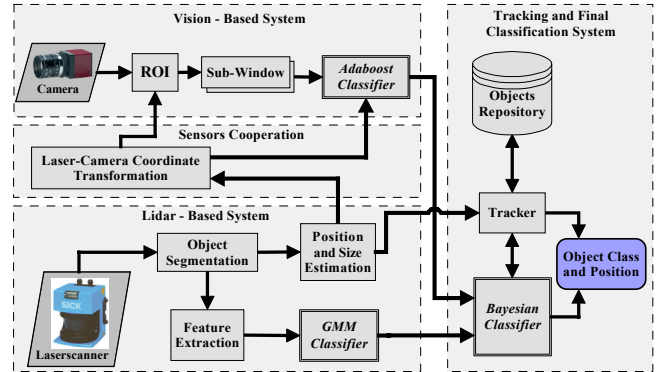 Vision - Based System
Camera
ROI
Sub-Window
Adaboost
Classifier
Sensors Cooperation
Laser-Camera Coordinate
Transformation
Lidar - Based System
Object
Segmentation
Position
and Size
Estimation
SICK
Laserscanner
Feature
Extraction
GMM
Classifier
Tracking and Final
Classification System
Objects
Repository
Tracker
Object Class
and Position
Bayesian
Classifier